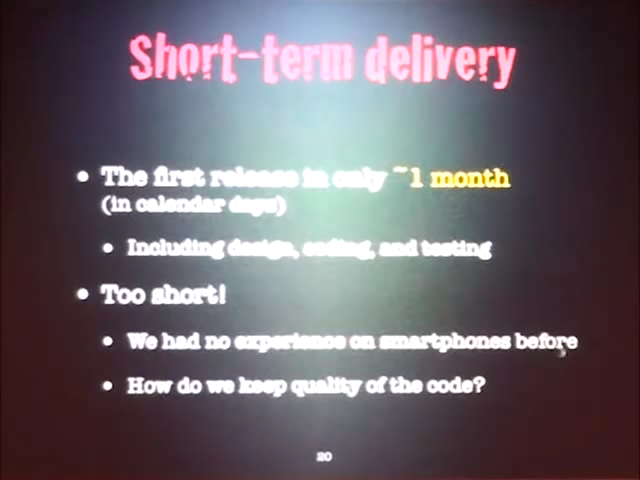 Short-term delivery
• The first release in only ~1 month
(in calendar days)
• Including design, coding, and testing
• Too short!
• We had no experience on smartphones before
• How do we keep quality of the code?
20